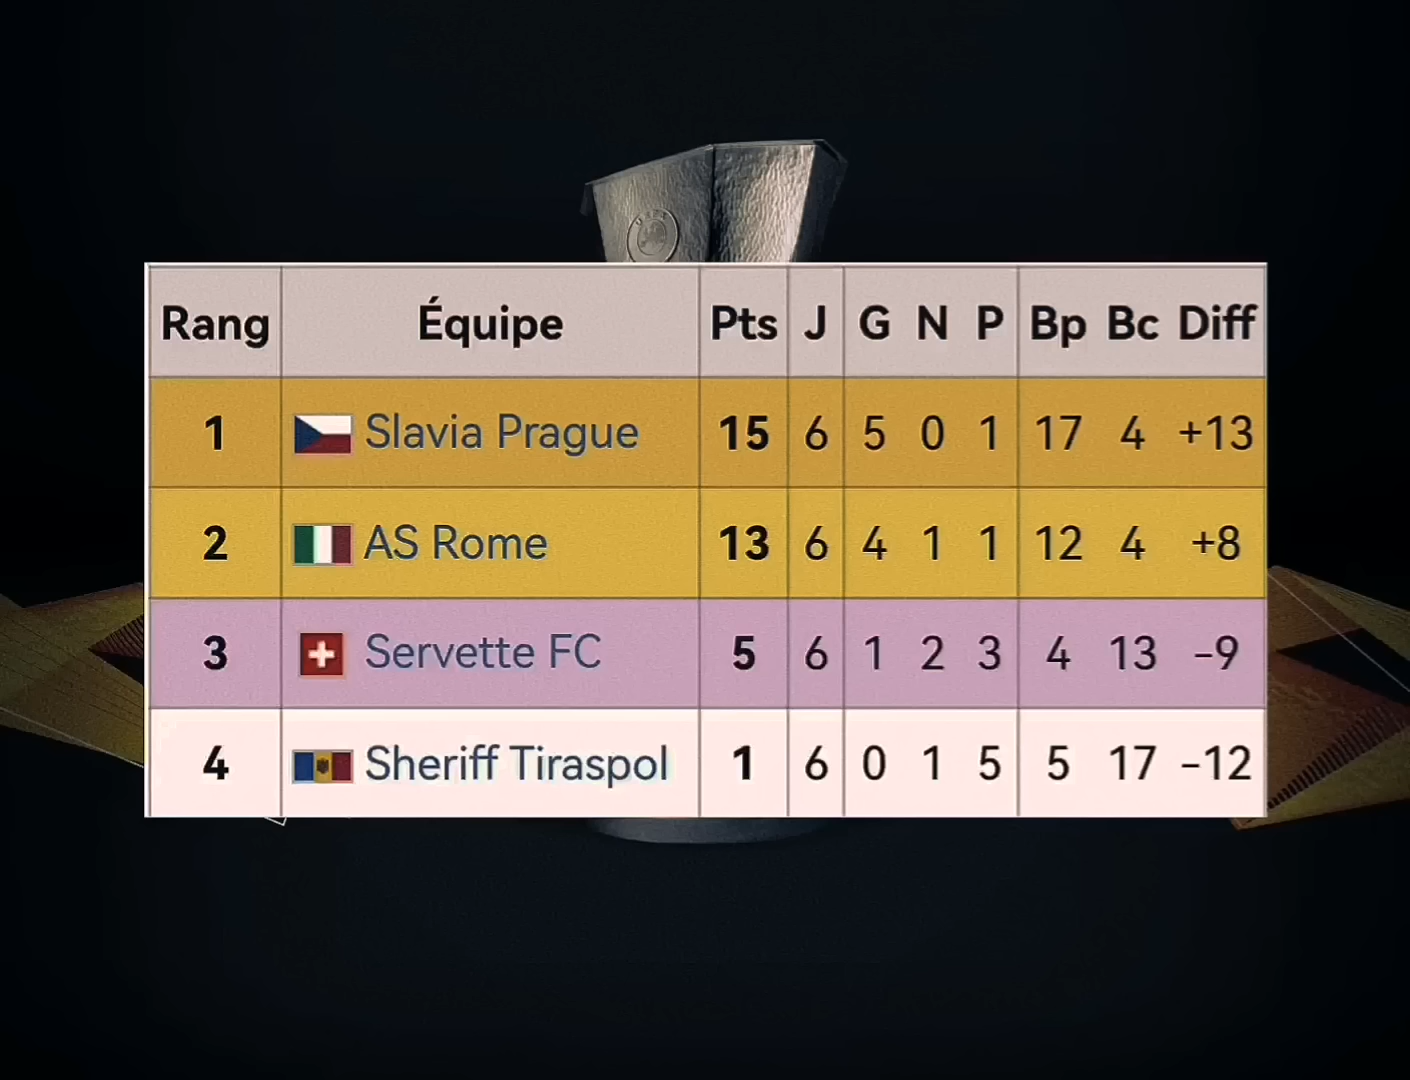 UEFA
Rang Équipe Pts J G N P Bp Bc Diff
1 Slavia Prague 15 6 5 0 1 17 4 +13
2 AS Rome 13 6 4 1 1 12 4 +8
3 Servette FC 5 6 1 2 3 4 13 −9
4 Sheriff Tiraspol 1 6 0 1 5 5 17 −12